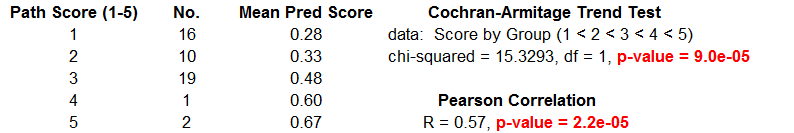 Path Score (1-5) No. Mean Pred Score Cochran-Armitage Trend Test
1 16 0.28 data: Score by Group (1 < 2 < 3 < 4 < 5)
2 10 0.33 chi-squared = 15.3293, df = 1, p-value = 9.0e-05
3 19 0.48
4 1 0.60 Pearson Correlation
5 2 0.67 R = 0.57, p-value = 2.2e-05